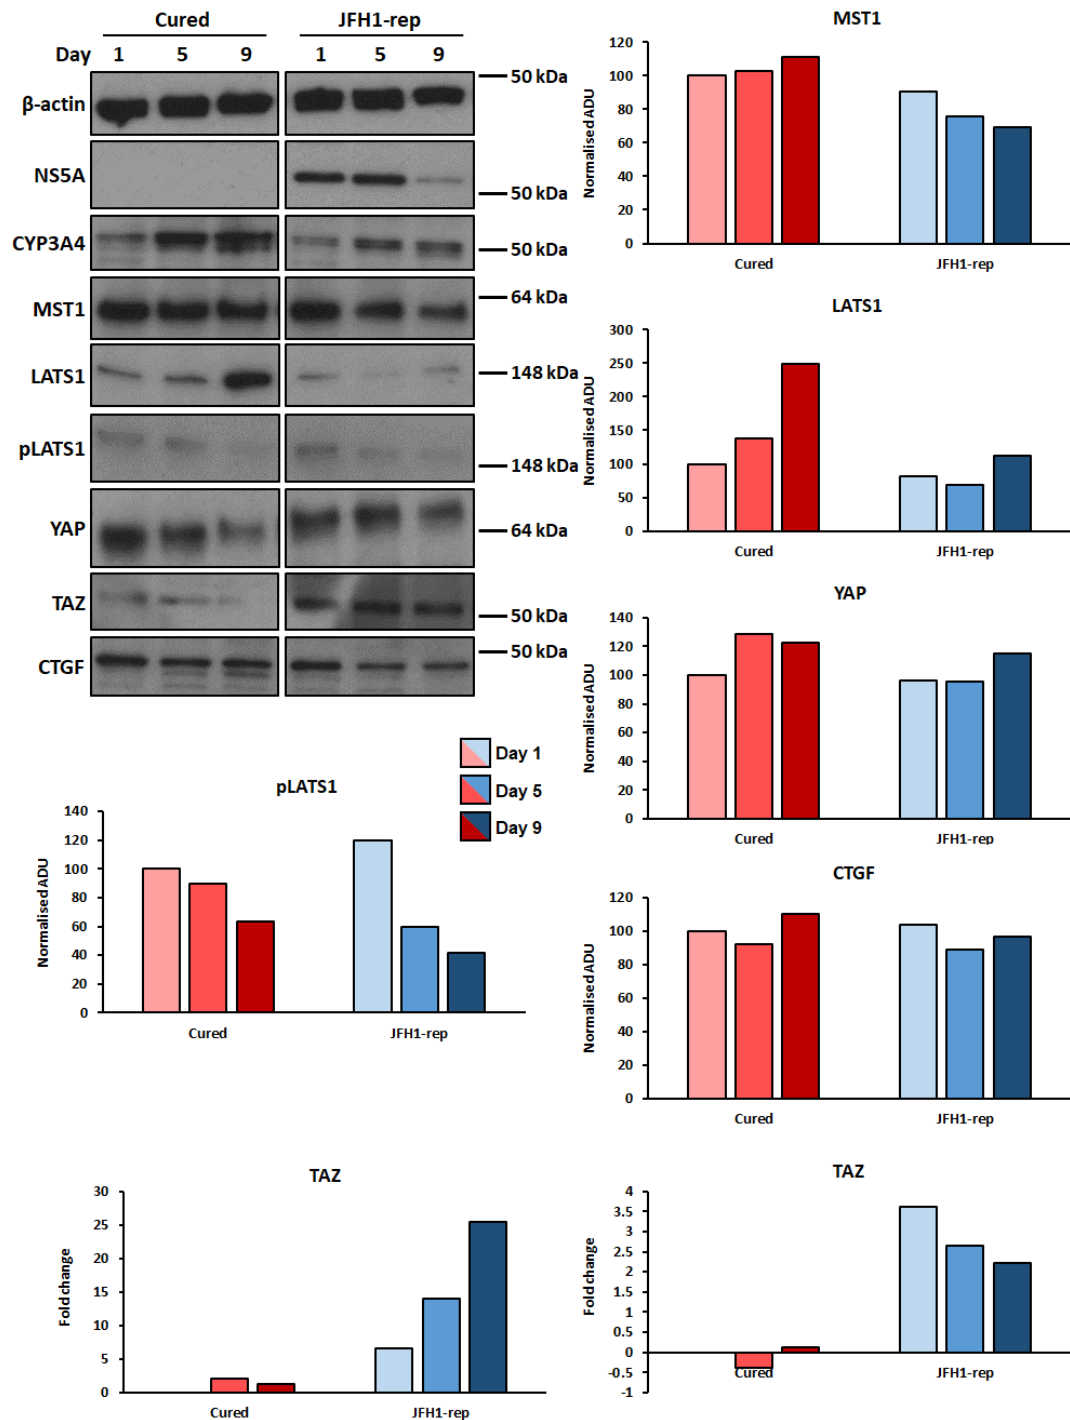 Cured JFH1-rep
Day 1 5 9 1 5 9
β-actin 50 kDa
NS5A 50 kDa
CYP3A4 50 kDa
MST1 64 kDa
LATS1 148 kDa
pLATS1 148 kDa
YAP 64 kDa
TAZ 50 kDa
CTGF 50 kDa
MST1
Normalised ADU
120
100
80
60
40
20
0
Cured JFH1-rep
LATS1
Normalised ADU
300
250
200
150
100
50
0
Cured JFH1-rep
YAP
Normalised ADU
140
120
100
80
60
40
20
0
Cured JFH1-rep
Day 1
Day 5
Day 9
pLATS1
Normalised ADU
140
120
100
80
60
40
20
0
Cured JFH1-rep
CTGF
Normalised ADU
120
100
80
60
40
20
0
Cured JFH1-rep
TAZ
Fold change
30
25
20
15
10
5
0
Cured JFH1-rep
TAZ
Fold change
4
3.5
3
2.5
2
1.5
1
0.5
0
-0.5
-1
Cured JFH1-rep